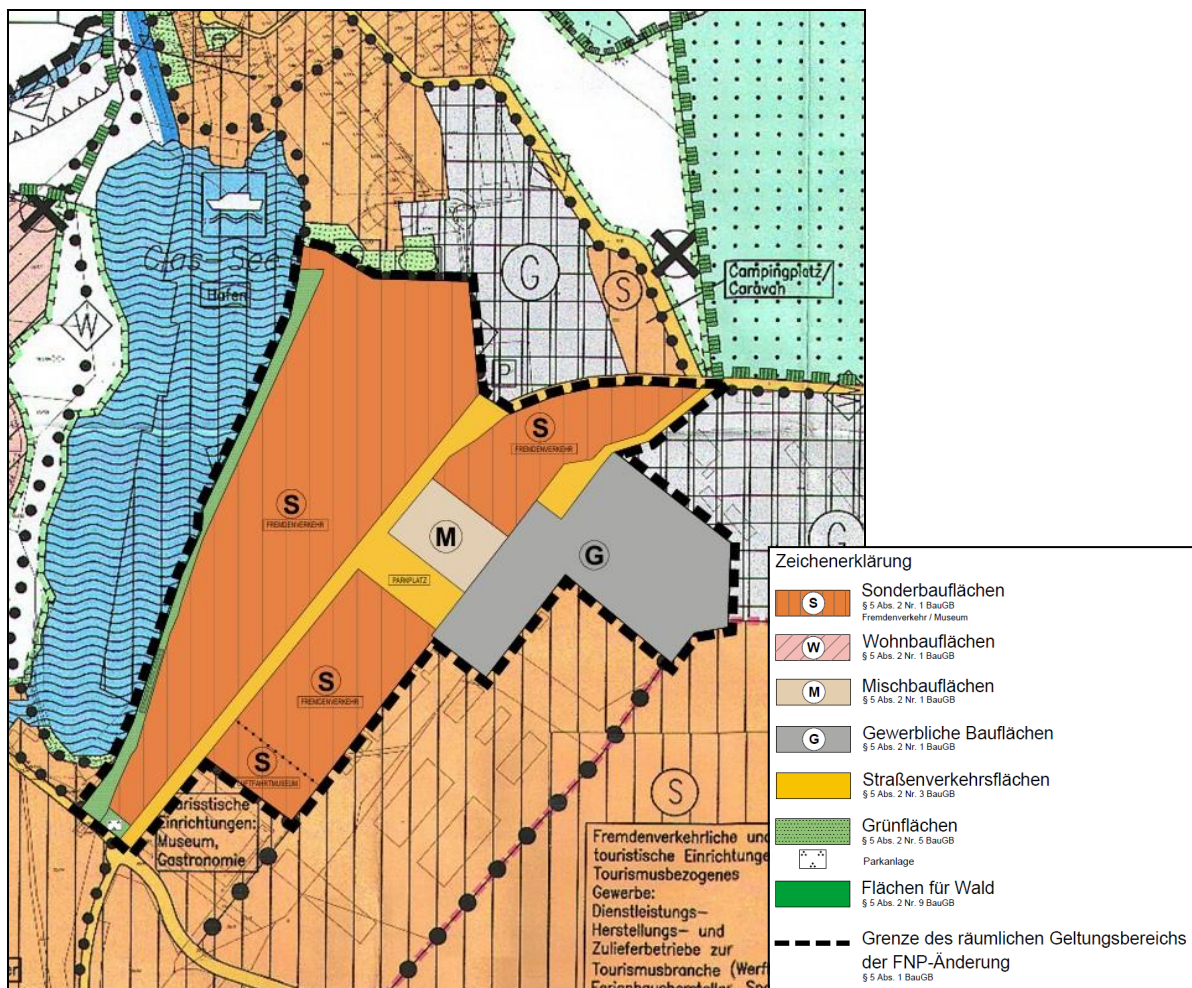 Claas-See
Hafen
W
G
S
Campingplatz/
Caravan
P
S
FREMDENVERKEHR
S
FREMDENVERKEHR
M
G
PARKPLATZ
G
S
FREMDENVERKEHR
S
LUFTFAHRTMUSEUM
Einrichtungen:
Museum,
Gastronomie
S
Fremdenverkehrliche und
touristische Einrichtunge
Tourismusbezogenes
Gewerbe:
Dienstleistungs-
Herstellungs- und
Zulieferbetriebe zur
Tourismusbranche (Werf
Zeichenerklärung
S
Sonderbauflächen
§ 5 Abs. 2 Nr. 1 BauGB
Fremdenverkehr / Museum
W
Wohnbauflächen
§ 5 Abs. 2 Nr. 1 BauGB
M
Mischbauflächen
§ 5 Abs. 2 Nr. 1 BauGB
G
Gewerbliche Bauflächen
§ 5 Abs. 2 Nr. 1 BauGB
Straßenverkehrsflächen
§ 5 Abs. 2 Nr. 3 BauGB
Grünflächen
§ 5 Abs. 2 Nr. 5 BauGB
Parkanlage
Flächen für Wald
§ 5 Abs. 2 Nr. 9 BauGB
Grenze des räumlichen Geltungsbereichs
der FNP-Änderung
§ 5 Abs. 1 BauGB